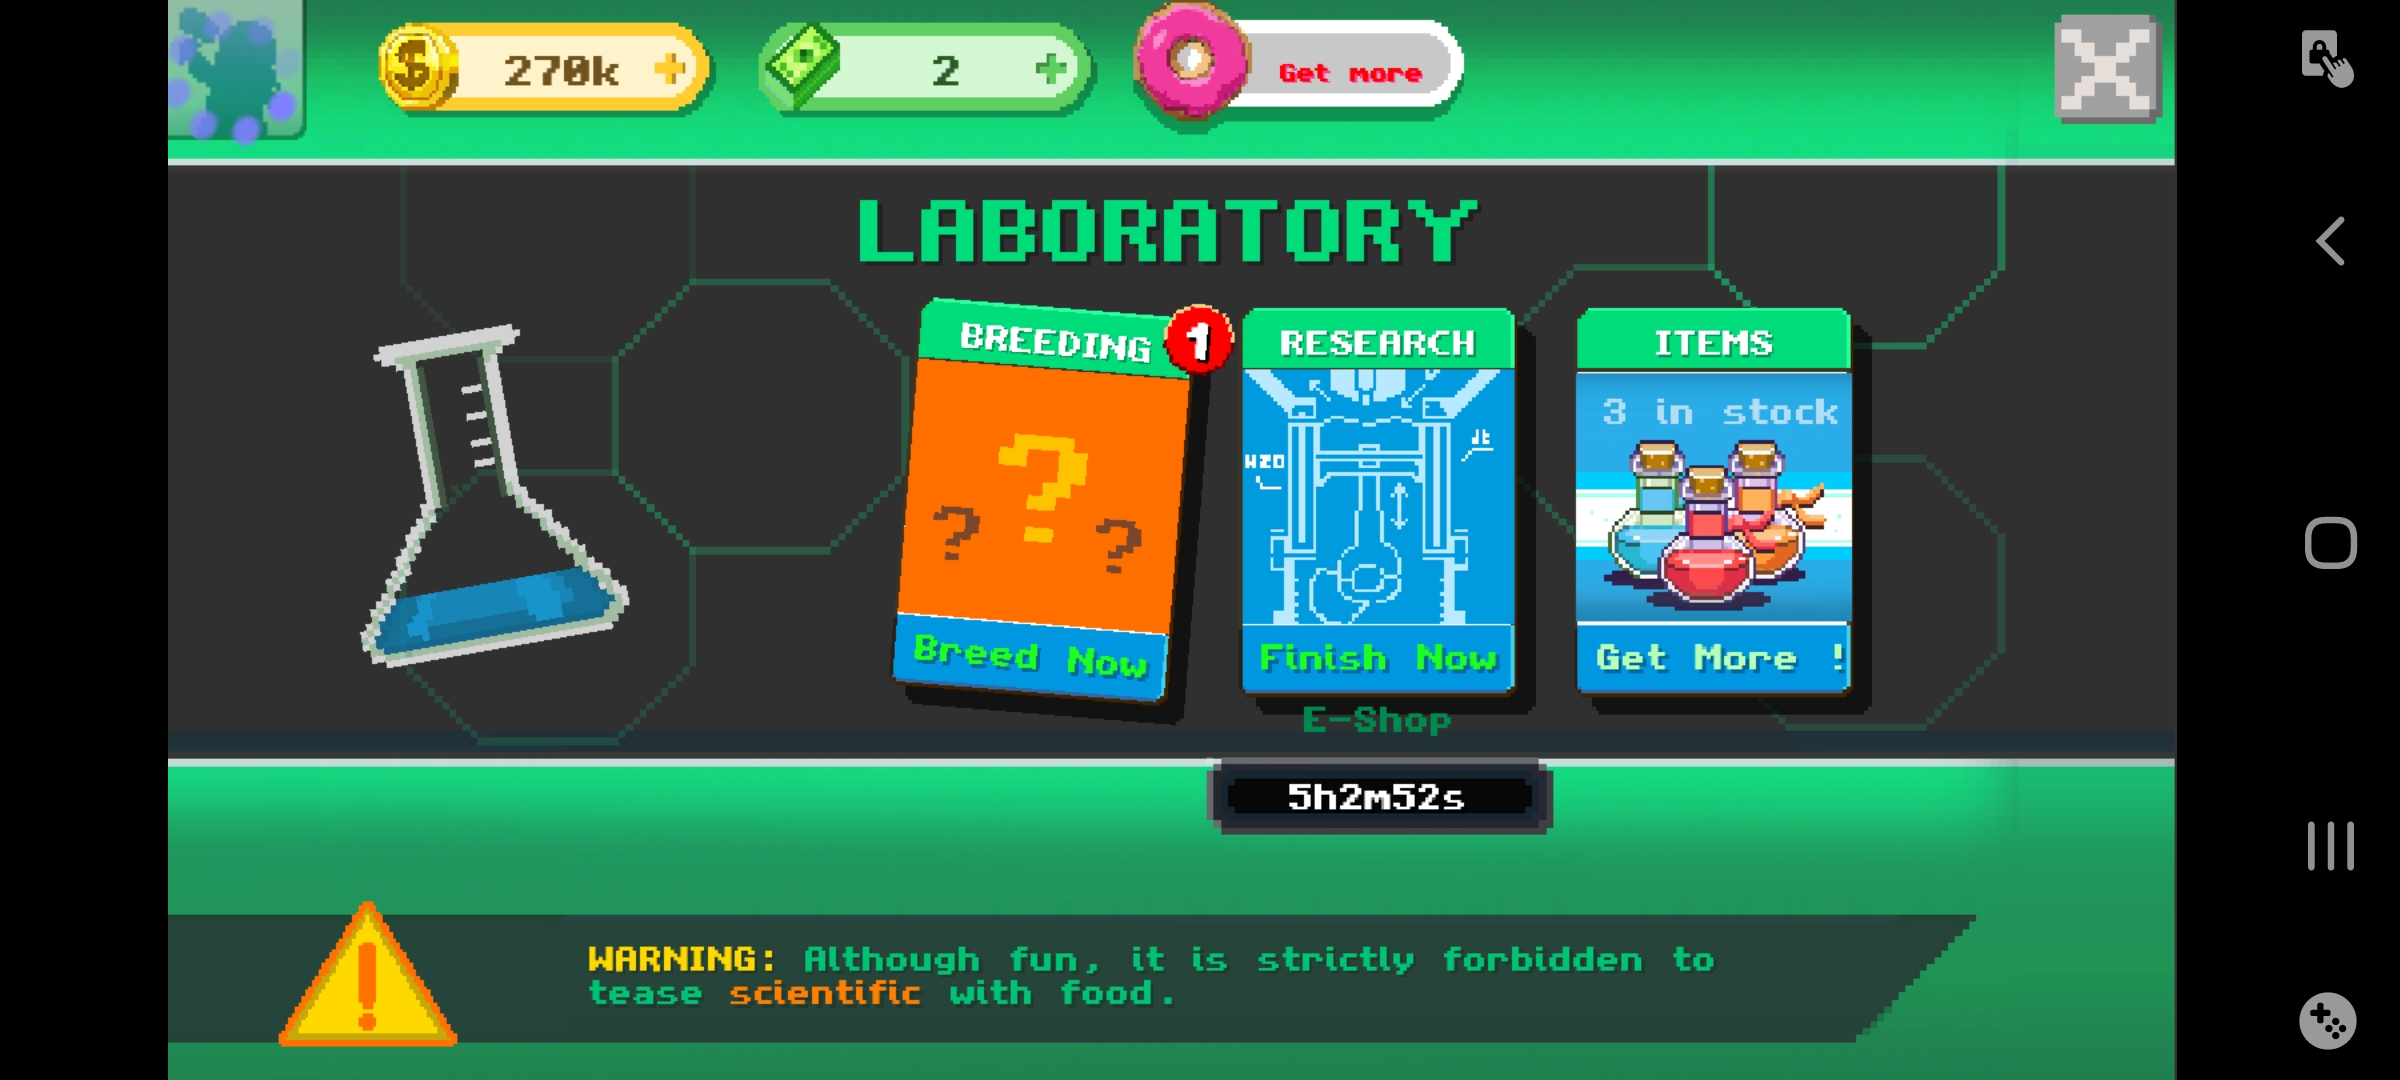 270k +
2 +
Get more
LABORATORY
BREEDING 1
RESEARCH
ITEMS
3 in stock
? ? ?
H2O
Breed Now
Finish Now
Get More !
E-Shop
5h2m52s
WARNING: Although fun, it is strictly forbidden to
tease scientific with food.